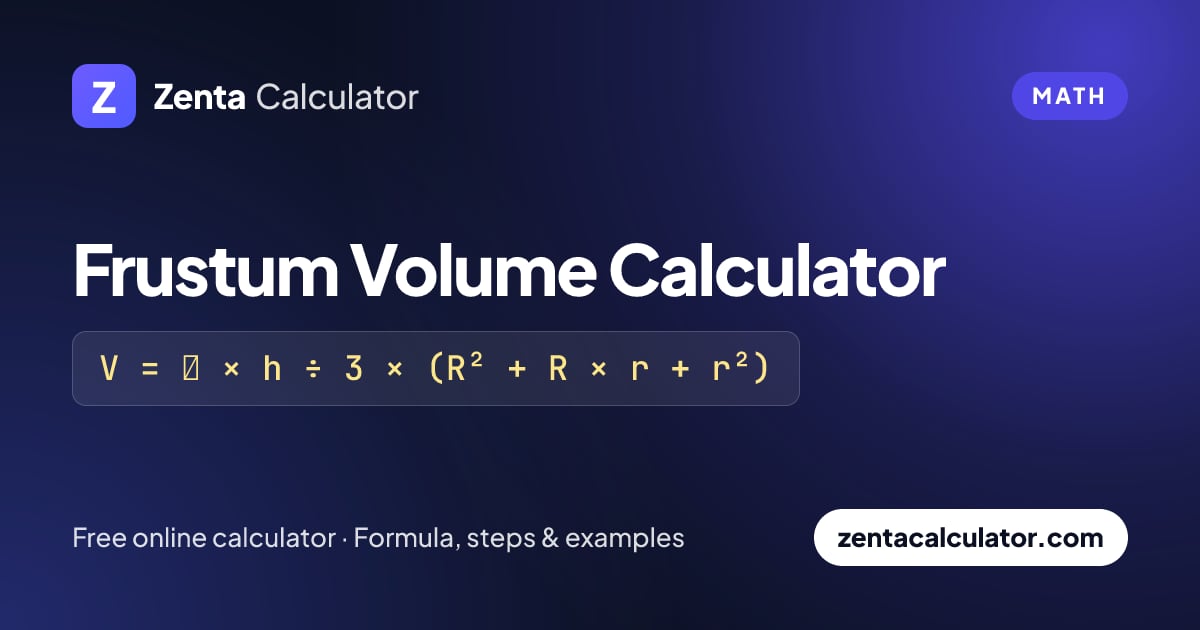 Z
Zenta Calculator
MATH
Frustum Volume Calculator
V = × h ÷ 3 × (R² + R × r + r²)
Free online calculator · Formula, steps & examples
zentacalculator.com